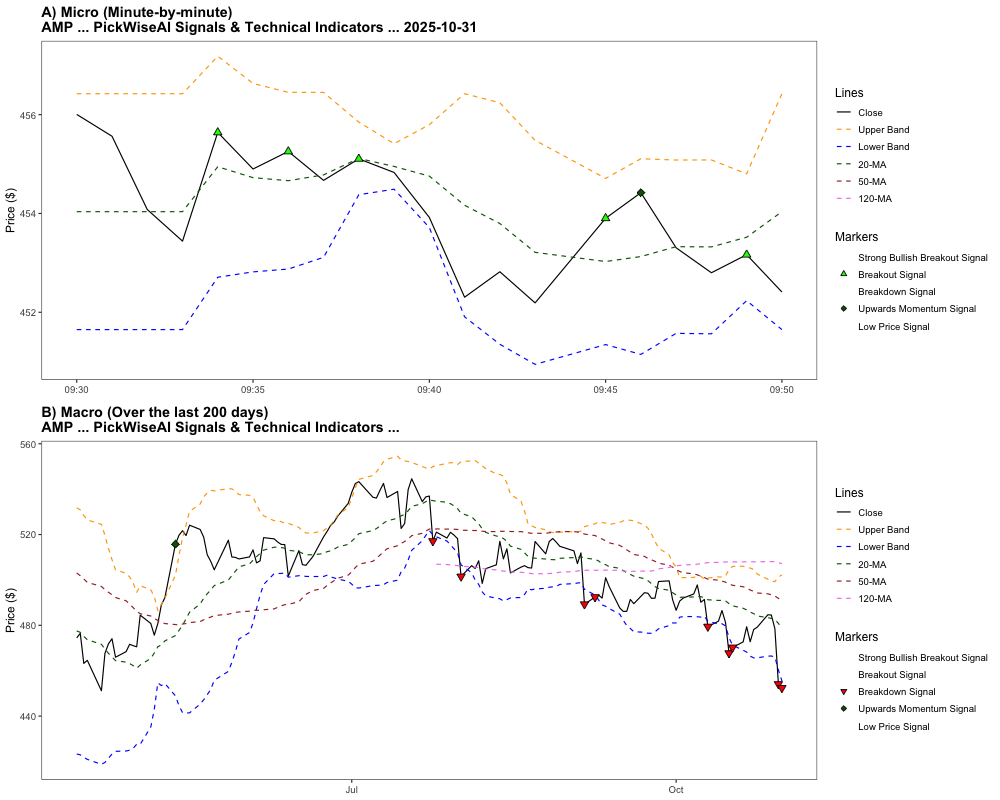 A) Micro (Minute-by-minute)
AMP ... PickWiseAI Signals & Technical Indicators ... 2025-10-31
Price ($)
456
454
452
09:30
09:35
09:40
09:45
09:50
Lines
Close
Upper Band
Lower Band
20-MA
50-MA
120-MA
Markers
Strong Bullish Breakout Signal
Breakout Signal
Breakdown Signal
Upwards Momentum Signal
Low Price Signal
B) Macro (Over the last 200 days)
AMP ... PickWiseAI Signals & Technical Indicators ...
Price ($)
560
520
480
440
Jul
Oct
Lines
Close
Upper Band
Lower Band
20-MA
50-MA
120-MA
Markers
Strong Bullish Breakout Signal
Breakout Signal
Breakdown Signal
Upwards Momentum Signal
Low Price Signal